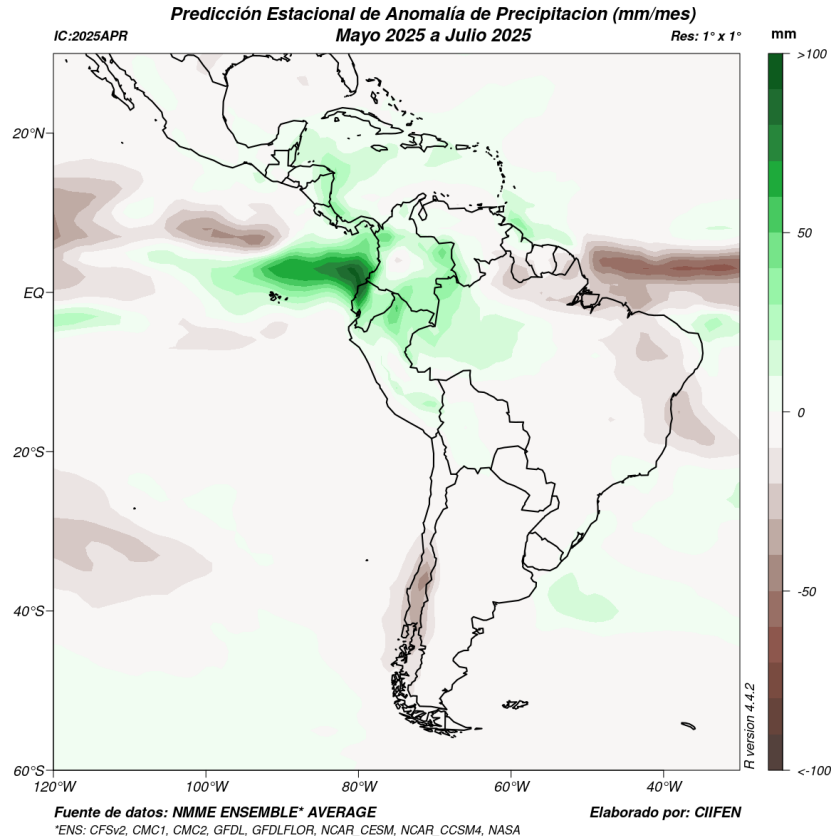 Predicción Estacional de Anomalía de Precipitacion (mm/mes)
IC:2025APR
Mayo 2025 a Julio 2025
Res: 1° x 1°
mm
>100
20°N
50
EQ
0
20°S
-50
40°S
R version 4.4.2
60°S
<-100
120°W
100°W
80°W
60°W
40°W
Fuente de datos: NMME ENSEMBLE* AVERAGE
Elaborado por: CIIFEN
*ENS: CFSv2, CMC1, CMC2, GFDL, GFDLFLOR, NCAR_CESM, NCAR_CCSM4, NASA